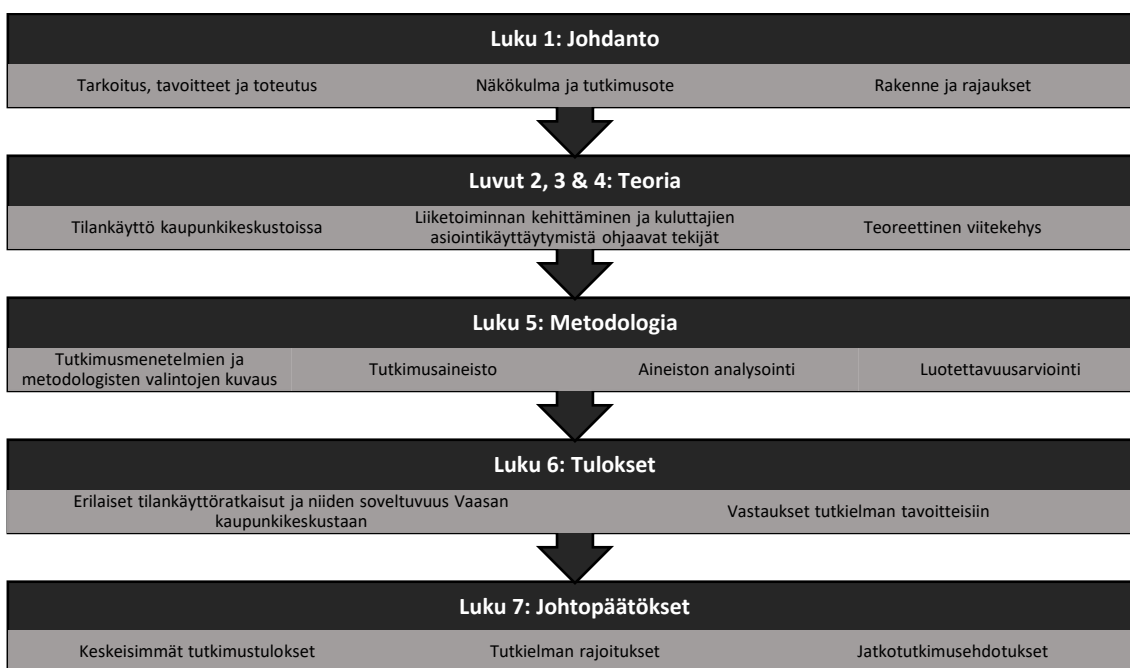 Luku 1: Johdanto
Tarkoitus, tavoitteet ja toteutus
Näkökulma ja tutkimusote
Rakenne ja rajaukset
Luvut 2, 3 & 4: Teoria
Tilankäyttö kaupunkikeskustoissa
Liiketoiminnan kehittäminen ja kuluttajien
asiointikäyttäytymistä ohjaavat tekijät
Teoreettinen viitekehys
Luku 5: Metodologia
Tutkimusmenetelmien ja
metodologisten valintojen kuvaus
Tutkimusaineisto
Aineiston analysointi
Luotettavuusarviointi
Luku 6: Tulokset
Erilaiset tilankäyttöratkaisut ja niiden soveltuvuus Vaasan
kaupunkikeskustaan
Vastaukset tutkielman tavoitteisiin
Luku 7: Johtopäätökset
Keskeisimmät tutkimustulokset
Tutkielman rajoitukset
Jatkotutkimusehdotukset